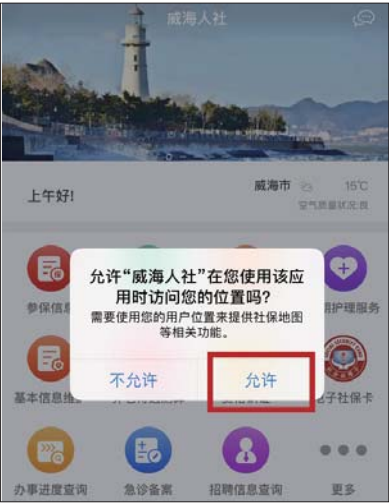 威海人社
上午好!
威海市
15℃
空气质量状况:良
允许“威海人社”在您使用该应
用时访问您的位置吗?
需要使用您的用户位置来提供社保地图
等相关功能。
不允许
允许
参保信息
期护理服务
基本信息维
电子社保卡
办事进度查询
急诊备案
招聘信息查询
更多